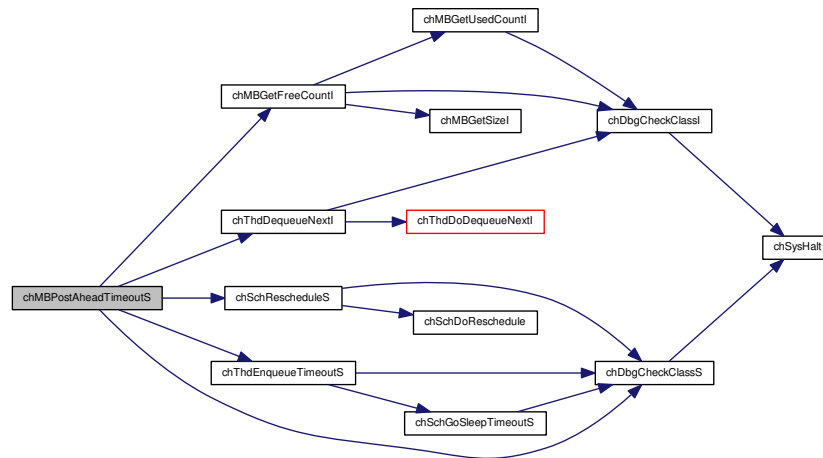 chMBGetUsedCountI
chMBGetFreeCountI
chMBGetSizeI
chDbgCheckClassI
chThdDequeueNextI
chThdDoDequeueNextI
chSysHalt
chMBPostAheadTimeoutS
chSchRescheduleS
chSchDoReschedule
chThdEnqueueTimeoutS
chDbgCheckClassS
chSchGoSleepTimeoutS